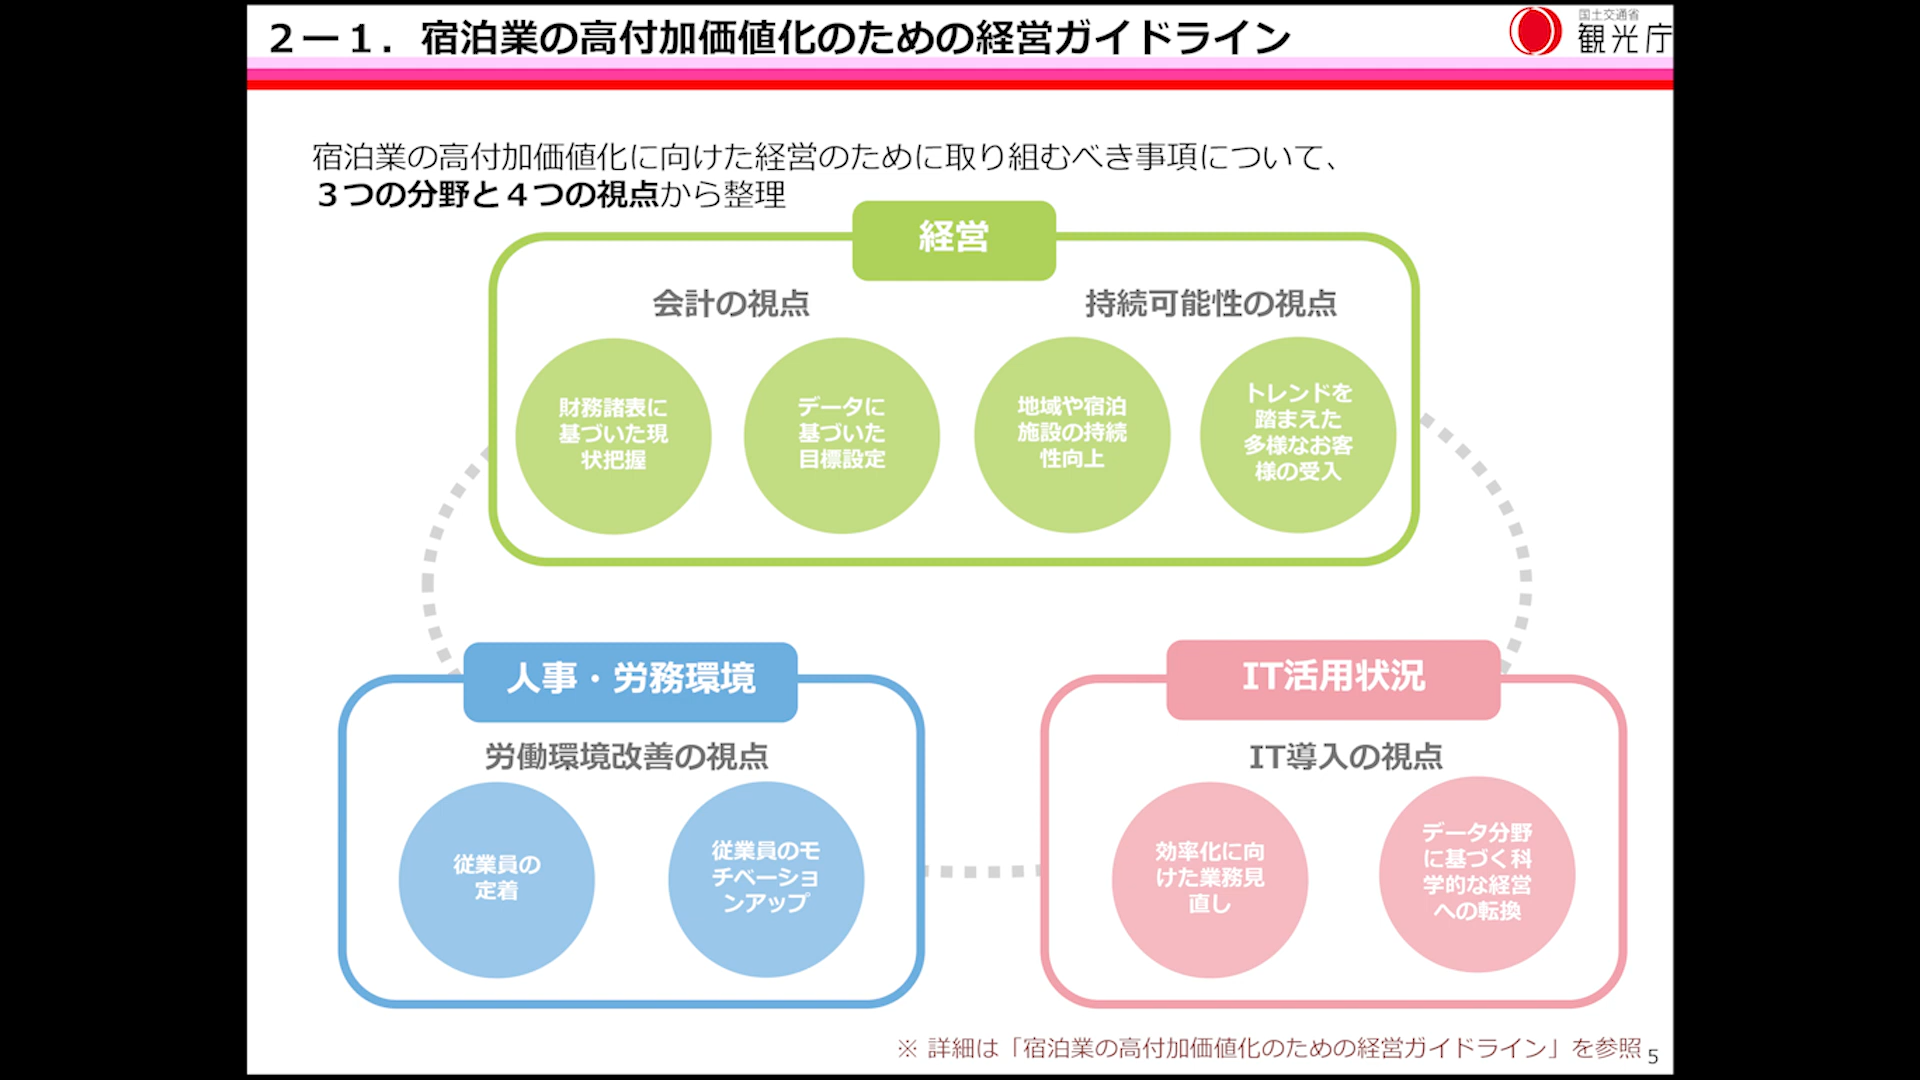 ２ー１．宿泊業の高付加価値化のための経営ガイドライン
国土交通省
観光庁
宿泊業の高付加価値化に向けた経営のために取り組むべき事項について、
３つの分野と４つの視点から整理
経営
会計の視点
持続可能性の視点
財務諸表に
基づいた現
状把握
データに
基づいた
目標設定
地域や宿泊
施設の持続
性向上
トレンドを
踏まえた
多様なお客
様の受入
人事・労務環境
労働環境改善の視点
従業員の
定着
従業員のモ
チベーショ
ンアップ
IT活用状況
IT導入の視点
効率化に向
けた業務見
直し
データ分野
に基づく科
学的な経営
への転換
※ 詳細は「宿泊業の高付加価値化のための経営ガイドライン」を参照
5